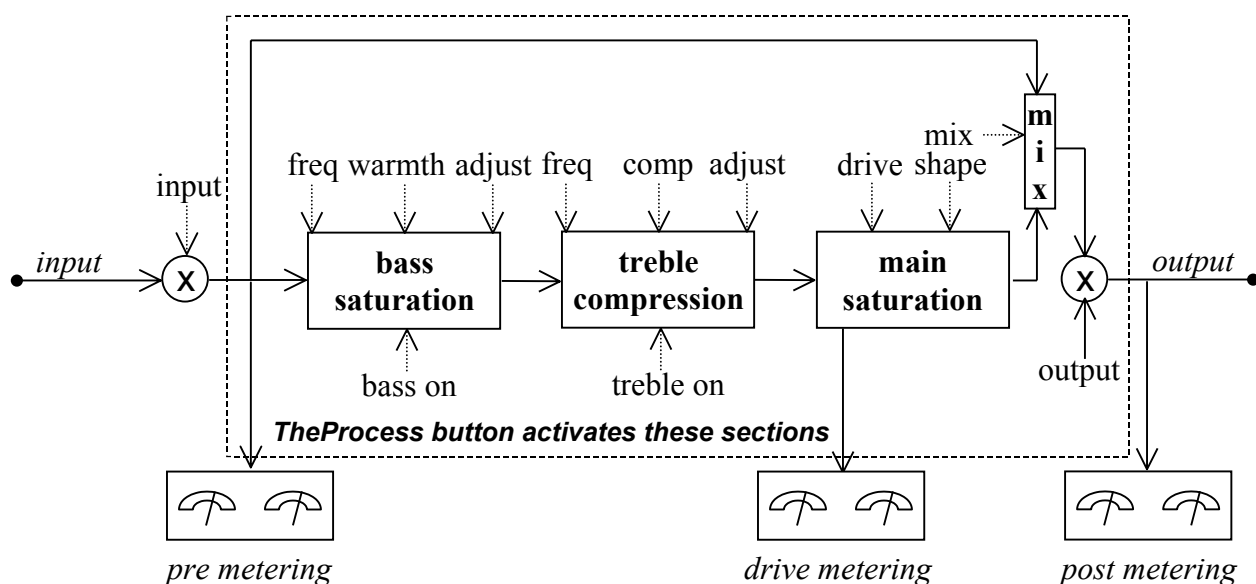 m
i
x
mix
freq warmth adjust freq comp adjust drive shape
input
input
X
bass
saturation
treble
compression
main
saturation
X
output
bass on
treble on
output
TheProcess button activates these sections
pre metering
drive metering
post metering